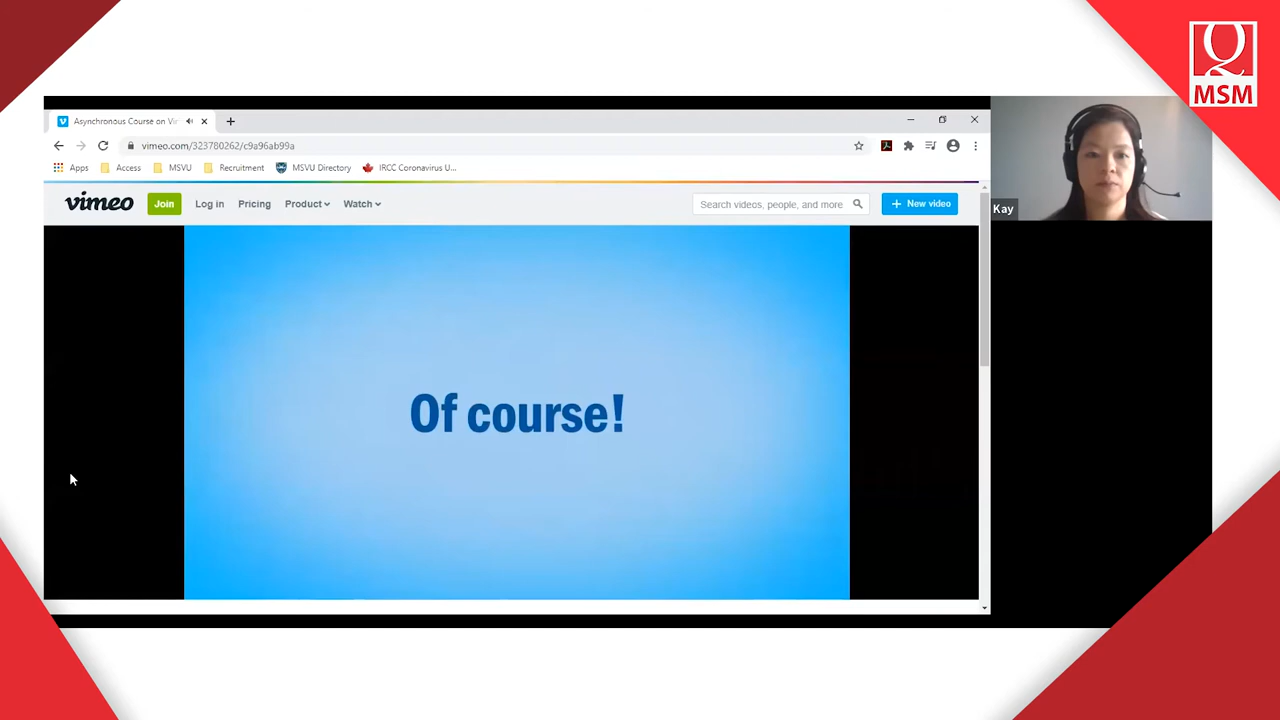 Q
MSM
Asynchronous Course on Vi
vimeo.com/323780262/c9a96ab99a
Apps Access MSVU Recruitment MSVU Directory IRCC Coronavirus U...
vimeo Join Log in Pricing Product Watch Search videos, people, and more + New video
Kay
Of course!